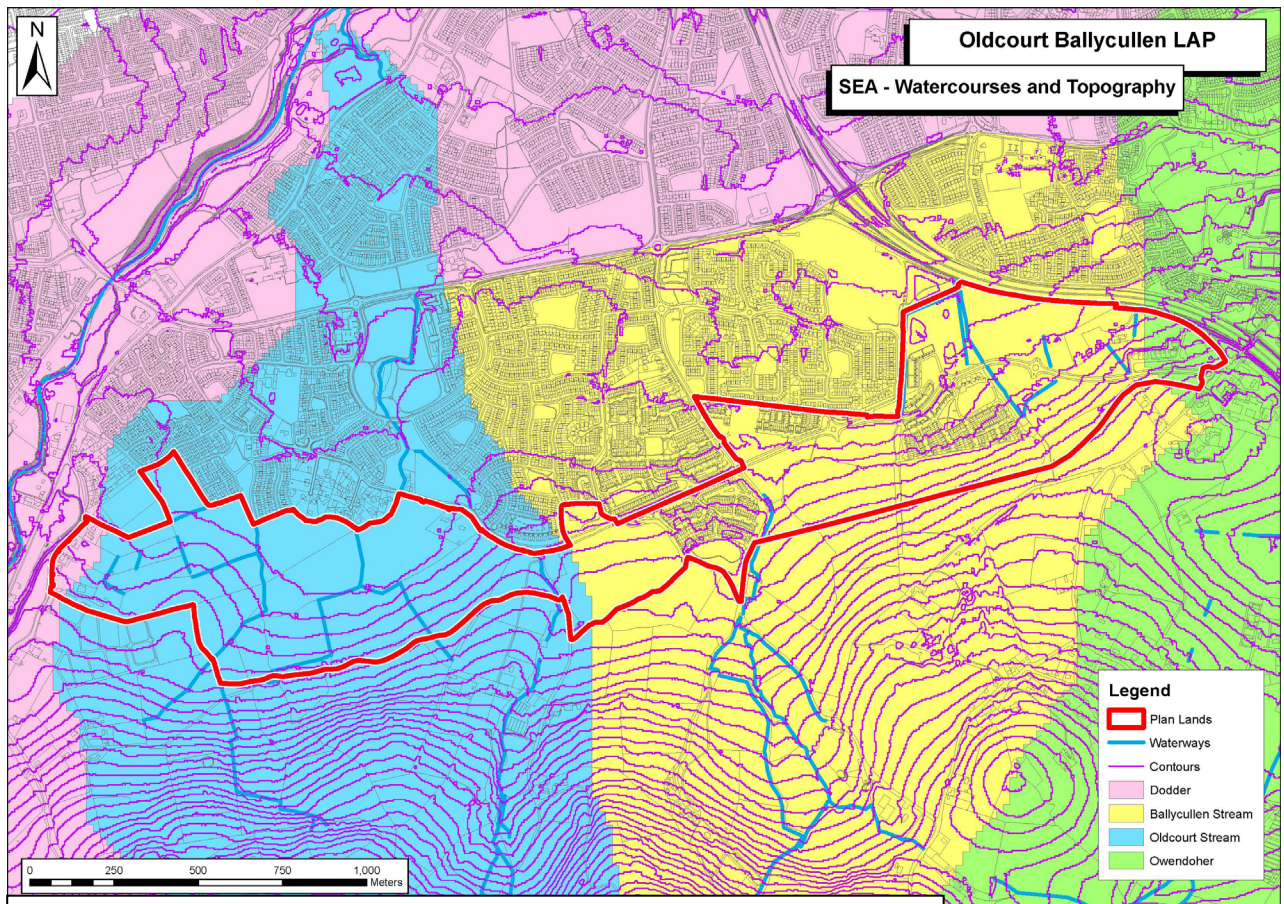 N
Oldcourt Ballycullen LAP
SEA - Watercourses and Topography
Legend
Plan Lands
Waterways
Contours
Dodder
Ballycullen Stream
Oldcourt Stream
Owendoher
0 250 500 750 1,000
Meters